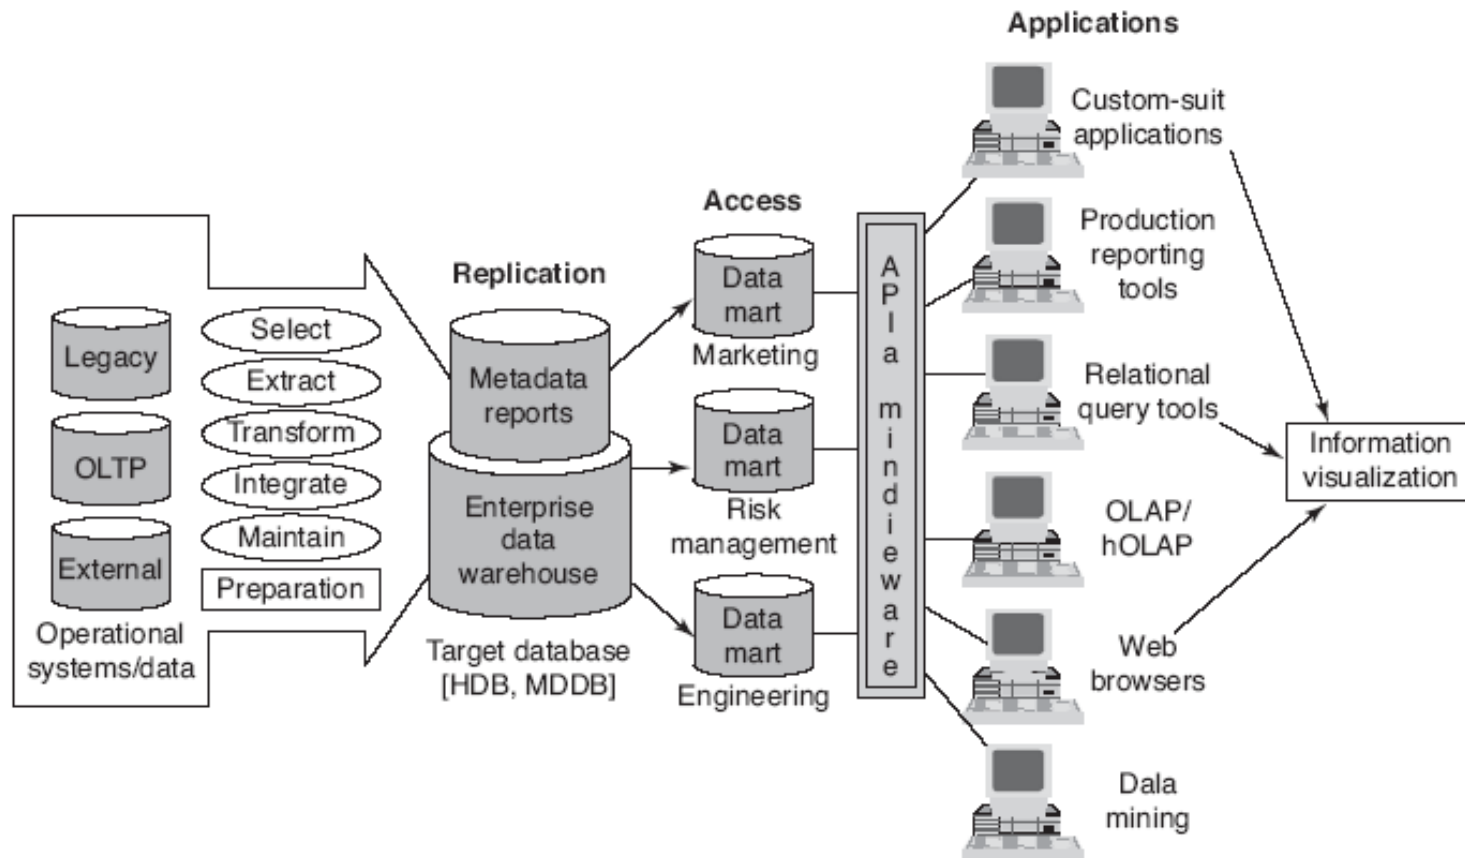 Applications
Custom-suit
applications
Production
reporting
tools
Relational
query tools
OLAP/
hOLAP
Web
browsers
Dala
mining
Information
visualization
Access
Data
mart
Marketing
Data
mart
Risk
management
Data
mart
Engineering
APIa mindieware
Replication
Metadata
reports
Enterprise
data
warehouse
Target database
[HDB, MDDB]
Select
Extract
Transform
Integrate
Maintain
Preparation
Legacy
OLTP
External
Operational
systems/data